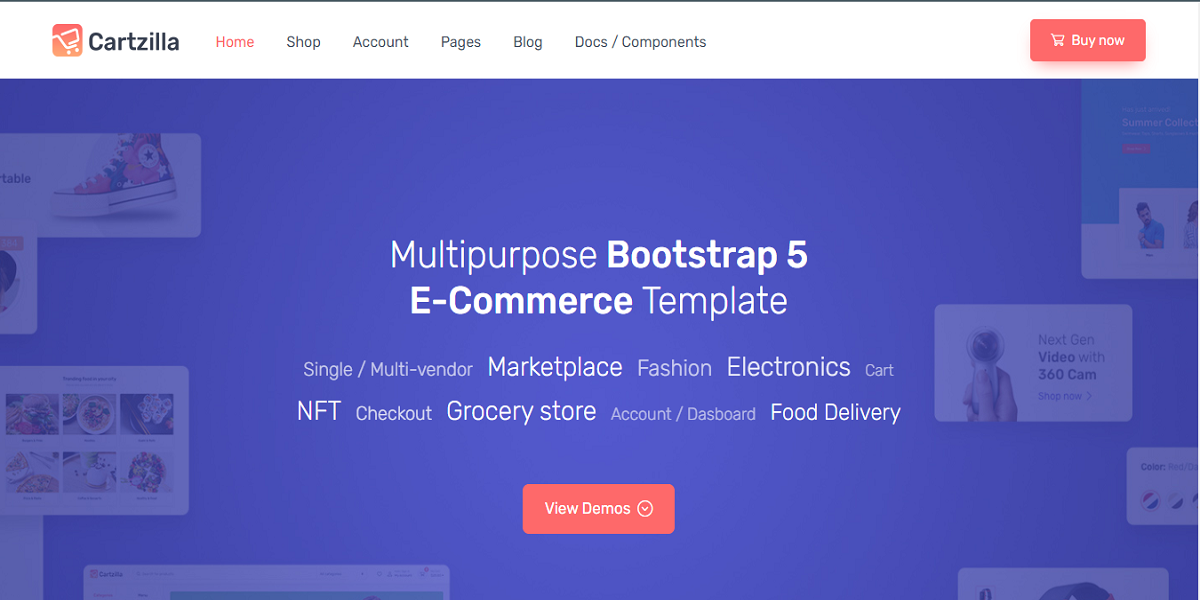 Cartzilla
Home Shop Account Pages Blog Docs / Components
Buy now
Summer Collect
rtable
Multipurpose Bootstrap 5
E-Commerce Template
Single / Multi-vendor Marketplace Fashion Electronics Cart
NFT Checkout Grocery store Account / Dasboard Food Delivery
View Demos
Next Gen
Video with
360 Cam
Shop now
Color: Red/
Cartzilla